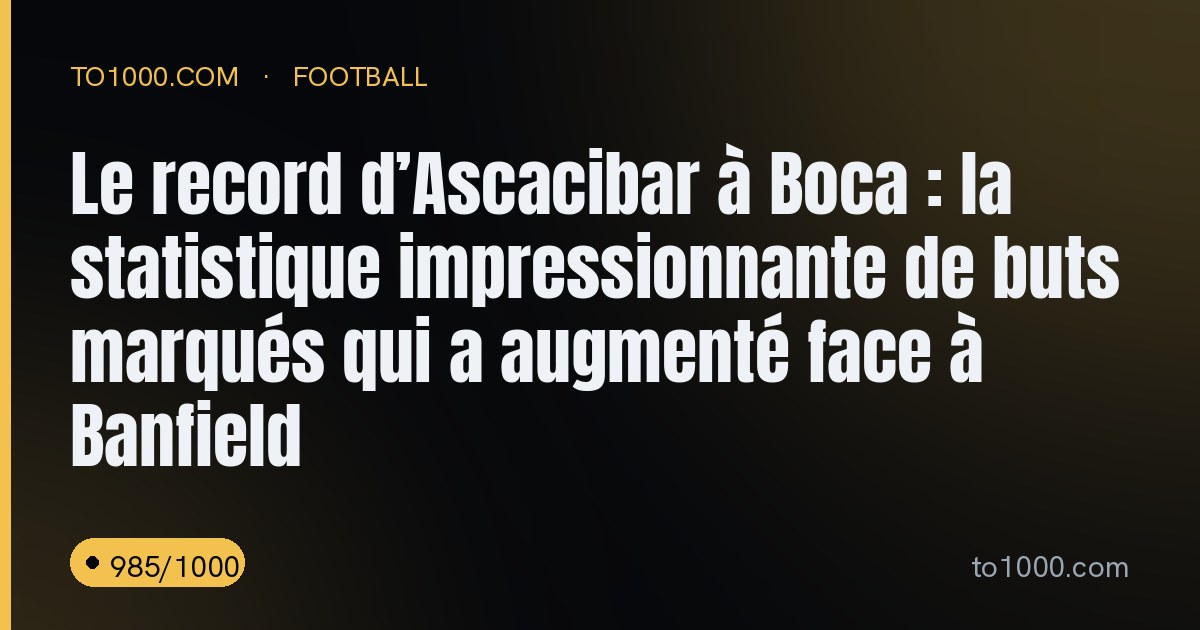 TO1000.COM · FOOTBALL
Le record d’Ascacibar à Boca : la
statistique impressionnante de buts
marqués qui a augmenté face à
Banfield
985/1000
to1000.com